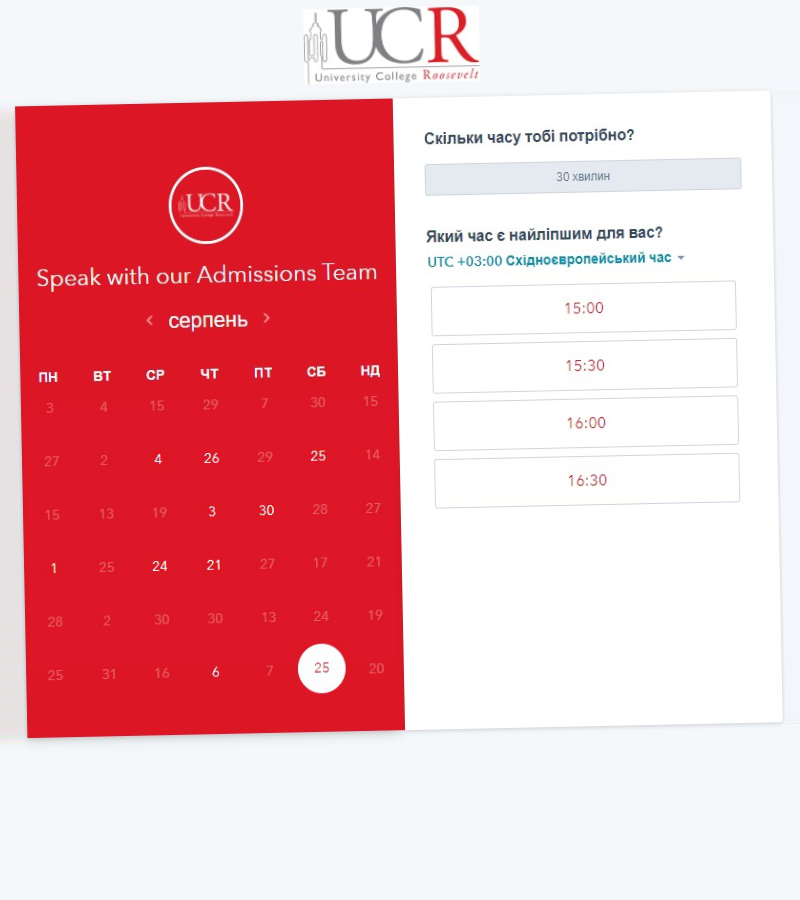 UCR
University College Roosevelt
UCR
University College Roosevelt
Speak with our Admissions Team
серпень
ПН ВТ СР ЧТ ПТ СБ НД
3 4 15 29 7 30 15
27 2 4 26 29 25 14
15 13 19 3 30 28 27
1 25 24 21 27 17 21
28 2 30 30 13 24 19
25 31 16 6 7 25 20
Скільки часу тобі потрібно?
30 хвилин
Який час є найліпшим для вас?
UTC +03:00 Східноєвропейський час
15:00
15:30
16:00
16:30